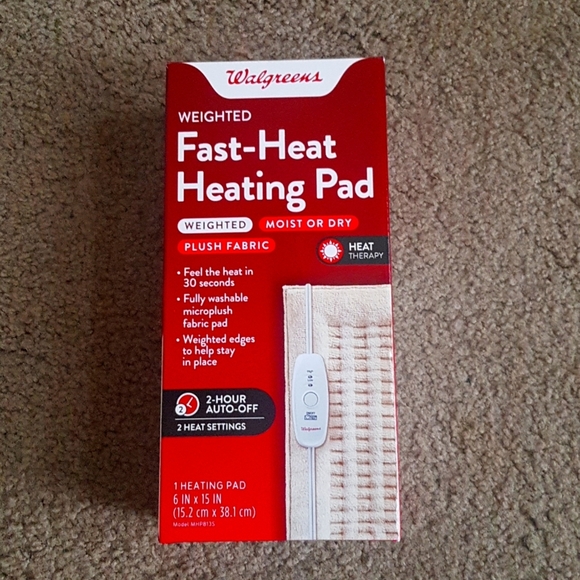 Walgreens
WEIGHTED
Fast-Heat
Heating Pad
WEIGHTED
MOIST OR DRY
PLUSH FABRIC
HEAT
THERAPY
• Feel the heat in
30 seconds
• Fully washable
microplush
fabric pad
• Weighted edges
to help stay
in place
2
2-HOUR
AUTO-OFF
2 HEAT SETTINGS
Walgreens
1 HEATING PAD
6 IN x 15 IN
(15.2 cm x 38.1 cm)